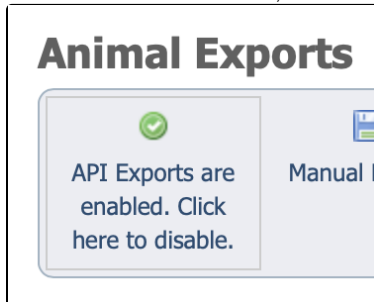 Animal Exports
API Exports are
enabled. Click
here to disable.
Manual